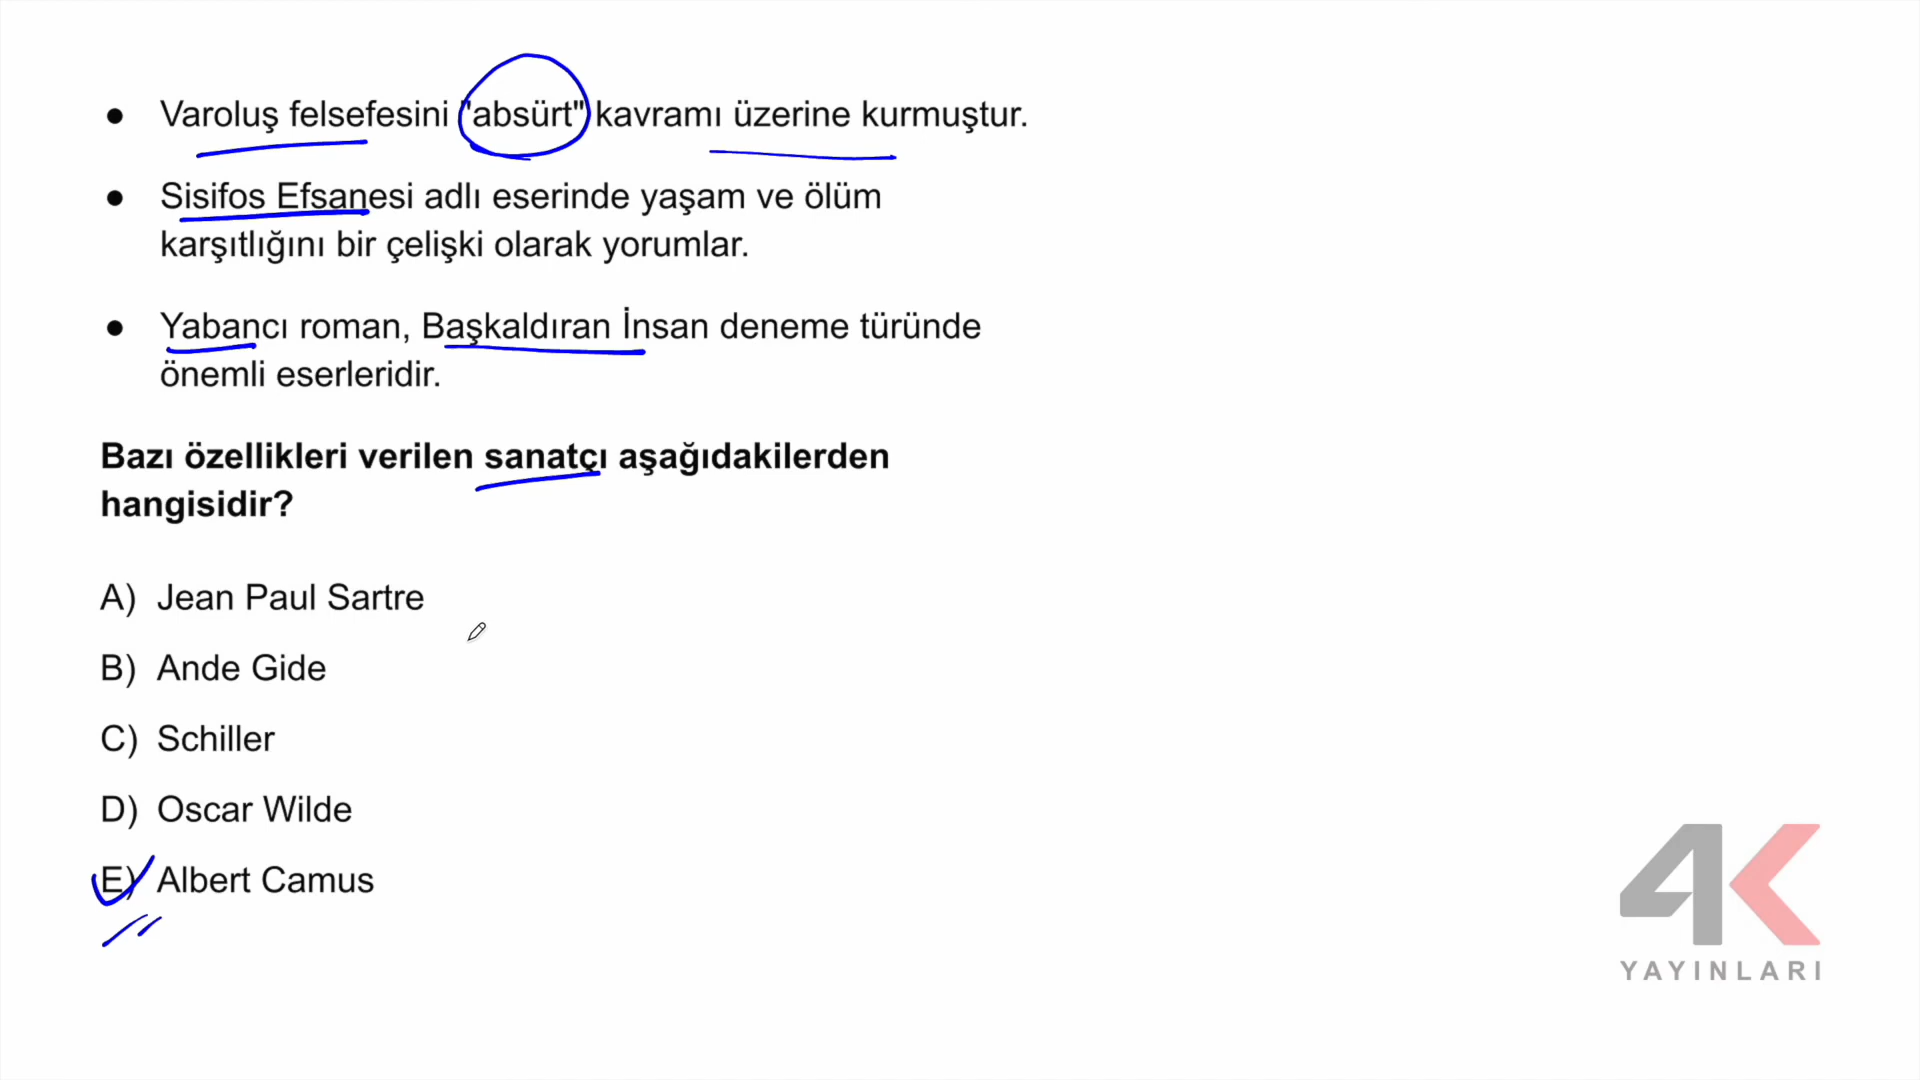 ● Varoluş felsefesini "absürt" kavramı üzerine kurmuştur.
● Sisifos Efsanesi adlı eserinde yaşam ve ölüm
karşıtlığını bir çelişki olarak yorumlar.
● Yabancı roman, Başkaldıran İnsan deneme türünde
önemli eserleridir.
Bazı özellikleri verilen sanatçı aşağıdakilerden
hangisidir?
A) Jean Paul Sartre
B) Ande Gide
C) Schiller
D) Oscar Wilde
E) Albert Camus
4K
YAYINLARI